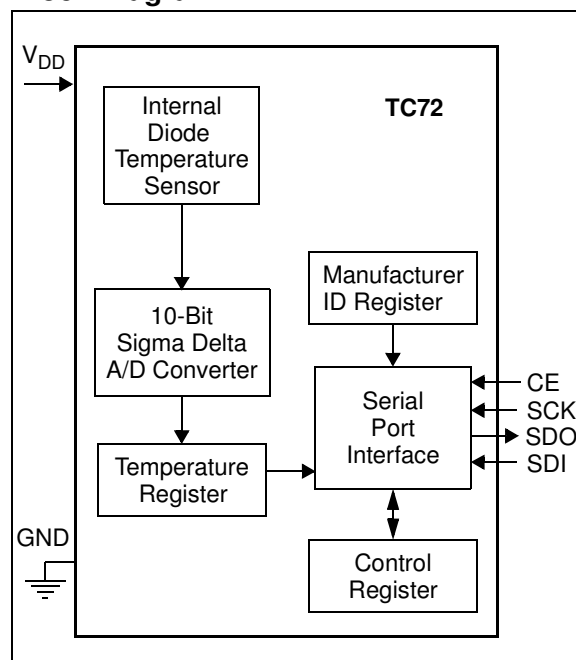 V_DD
Internal
Diode
Temperature
Sensor
TC72
Manufacturer
ID Register
10-Bit
Sigma Delta
A/D Converter
Serial
Port
Interface
CE
SCK
SDO
SDI
Temperature
Register
GND
Control
Register